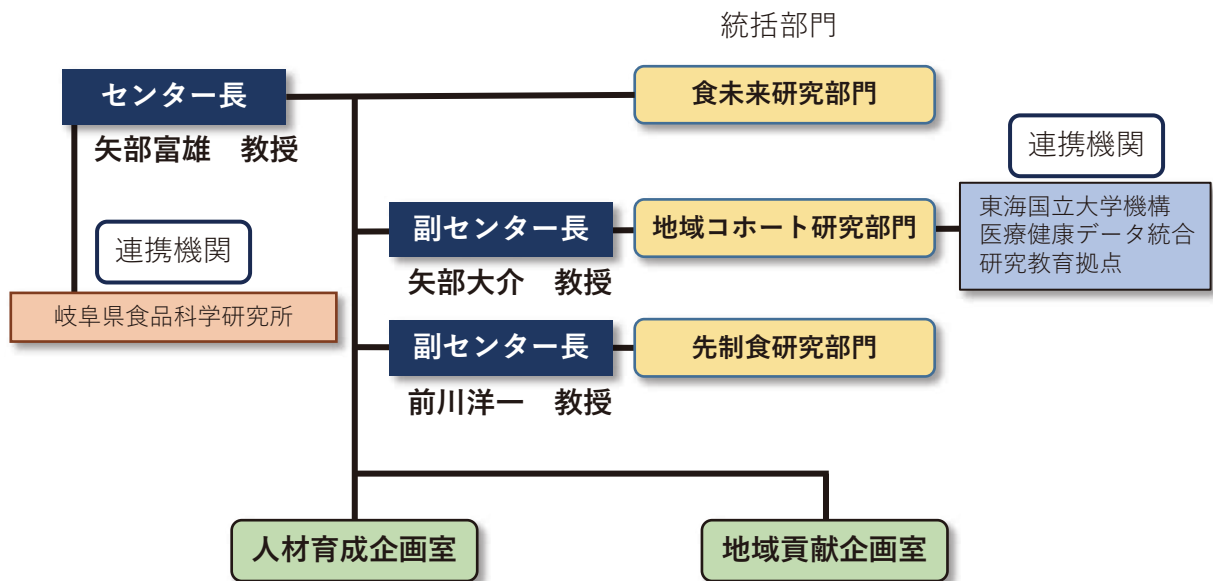 統括部門
センター長
食未来研究部門
矢部富雄　教授
連携機関
副センター長
地域コホート研究部門
東海国立大学機構
医療健康データ統合
研究教育拠点
矢部大介　教授
連携機関
岐阜県食品科学研究所
副センター長
先制食研究部門
前川洋一　教授
人材育成企画室
地域貢献企画室